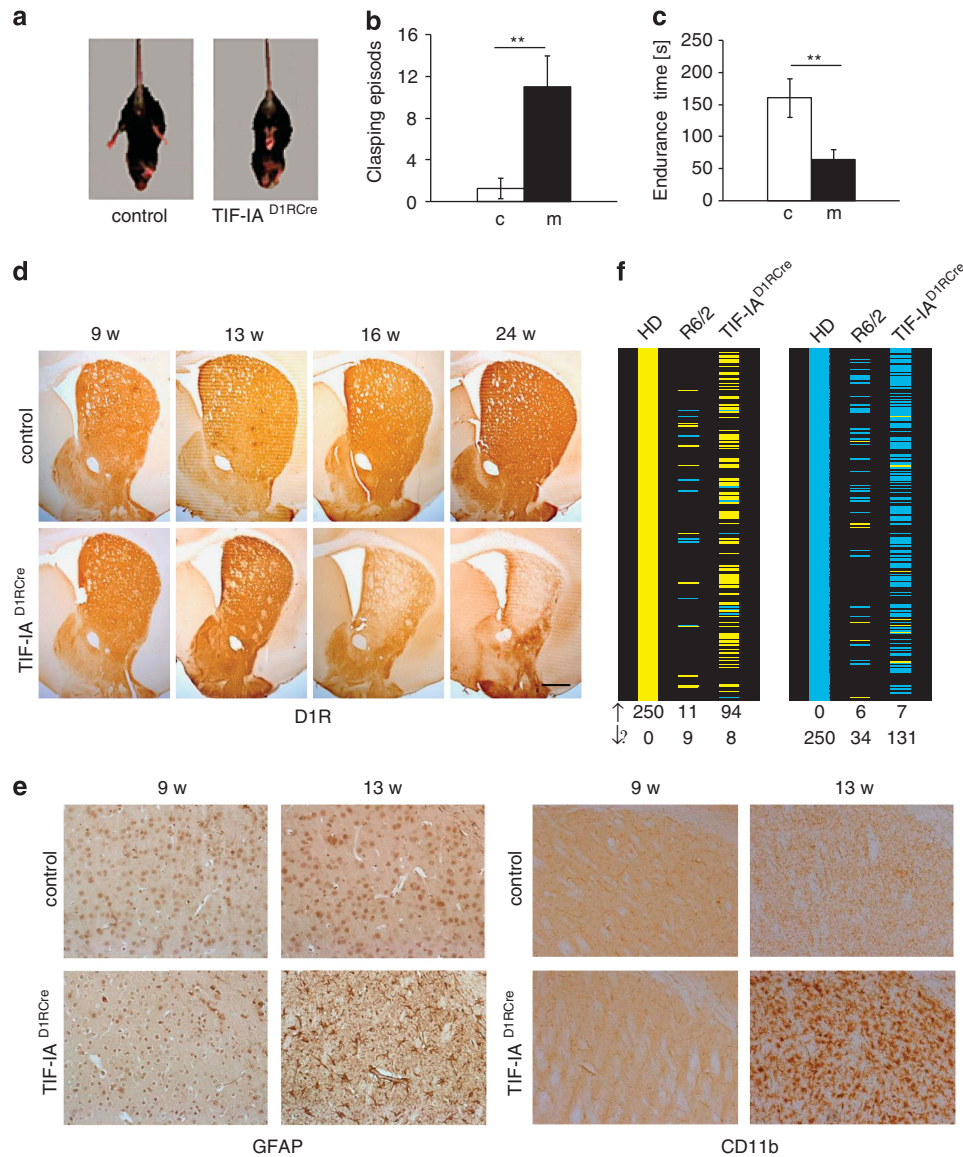 a
control
TIF-IA D1RCre
b
Clasping episods
16
12
8
4
0
**
c
m
c
Endurance time [s]
250
200
150
100
50
0
**
c
m
d
9 w
13 w
16 w
24 w
control
TIF-IA D1RCre
D1R
f
HD
R6/2
TIF-IA D1RCre
HD
R6/2
TIF-IA D1RCre
↑ 250 11 94
0 6 7
↓? 0 9 8
250 34 131
e
9 w
13 w
9 w
13 w
control
TIF-IA D1RCre
GFAP
control
TIF-IA D1RCre
CD11b